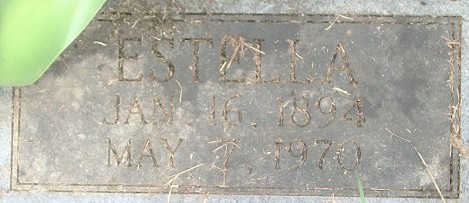 ESTELLA
JAN. 16, 1894
MAY 7, 1970